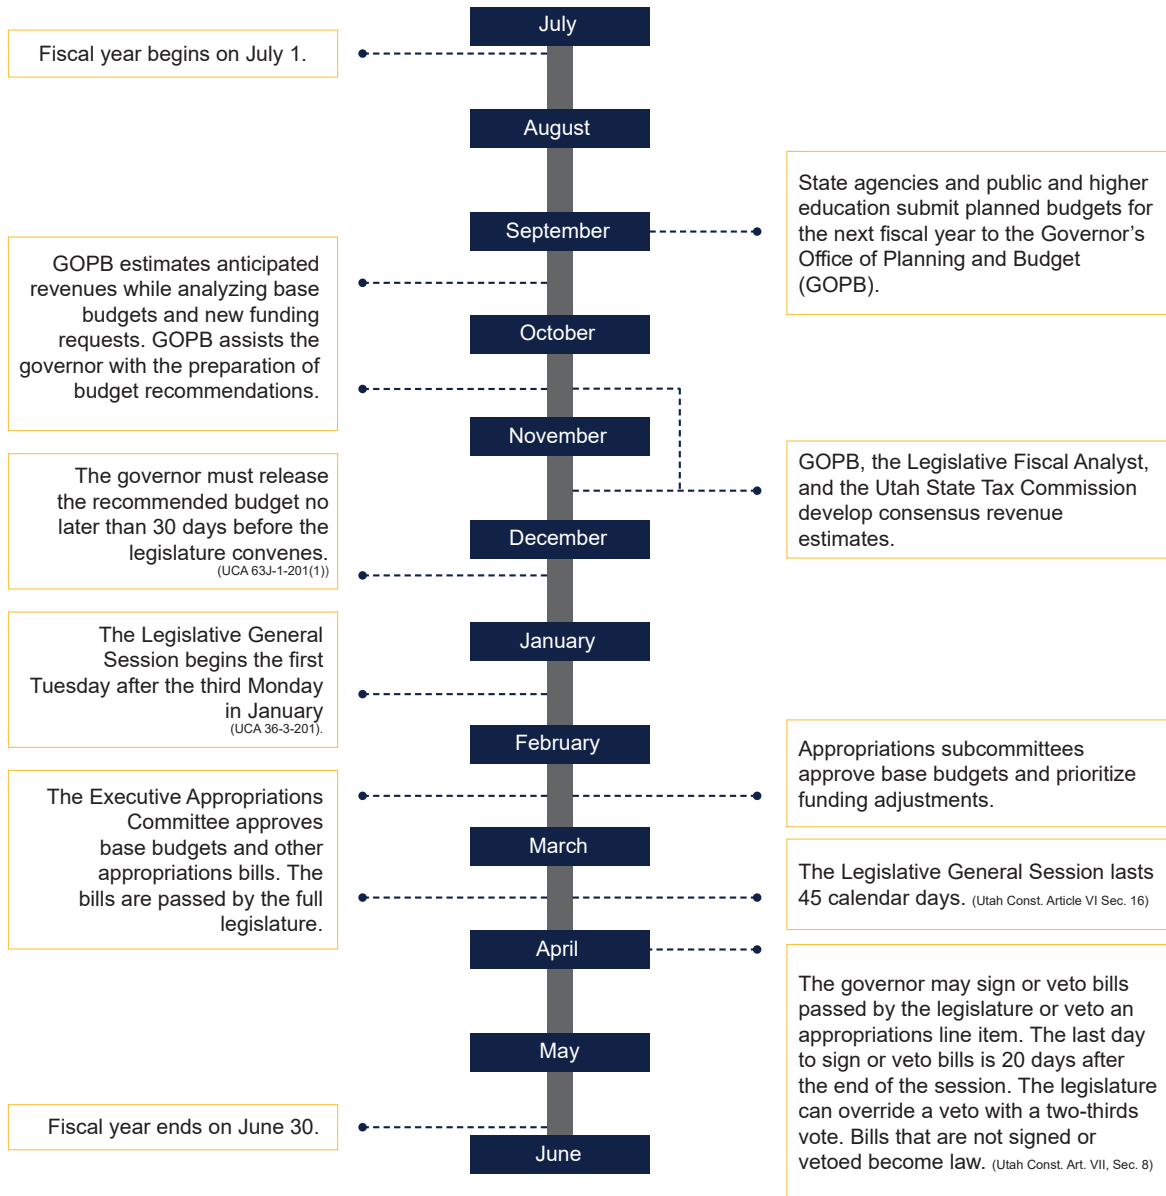 July
Fiscal year begins on July 1.
August
State agencies and public and higher
education submit planned budgets for
the next fiscal year to the Governor's
Office of Planning and Budget
(GOPB).
September
GOPB estimates anticipated
revenues while analyzing base
budgets and new funding
requests. GOPB assists the
governor with the preparation of
budget recommendations.
October
November
GOPB, the Legislative Fiscal Analyst,
and the Utah State Tax Commission
develop consensus revenue
estimates.
The governor must release
the recommended budget no
later than 30 days before the
legislature convenes.
(UCA 63J-1-201(1))
December
The Legislative General
Session begins the first
Tuesday after the third Monday
in January
(UCA 36-3-201).
January
February
Appropriations subcommittees
approve base budgets and prioritize
funding adjustments.
The Executive Appropriations
Committee approves
base budgets and other
appropriations bills. The
bills are passed by the full
legislature.
March
The Legislative General Session lasts
45 calendar days. (Utah Const. Article VI Sec. 16)
April
The governor may sign or veto bills
passed by the legislature or veto an
appropriations line item. The last day
to sign or veto bills is 20 days after
the end of the session. The legislature
can override a veto with a two-thirds
vote. Bills that are not signed or
vetoed become law. (Utah Const. Art. VII, Sec. 8)
May
Fiscal year ends on June 30.
June